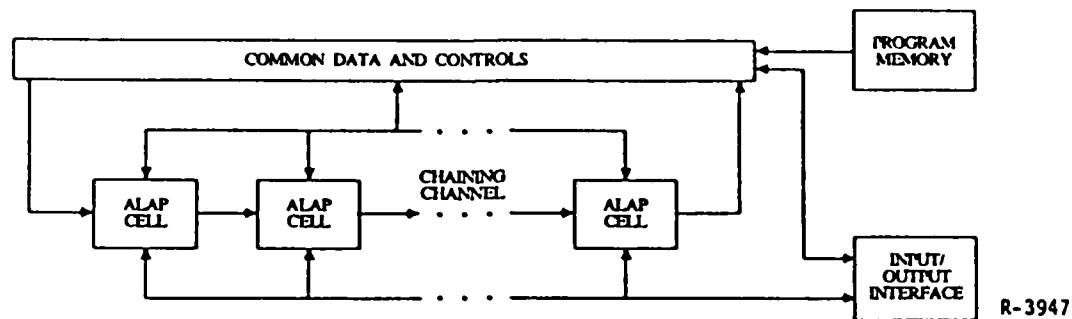 COMMON DATA AND CONTROLS
PROGRAM
MEMORY
CHAINING
CHANNEL
ALAP
CELL
ALAP
CELL
ALAP
CELL
INPUT/
OUTPUT
INTERFACE
R-3947